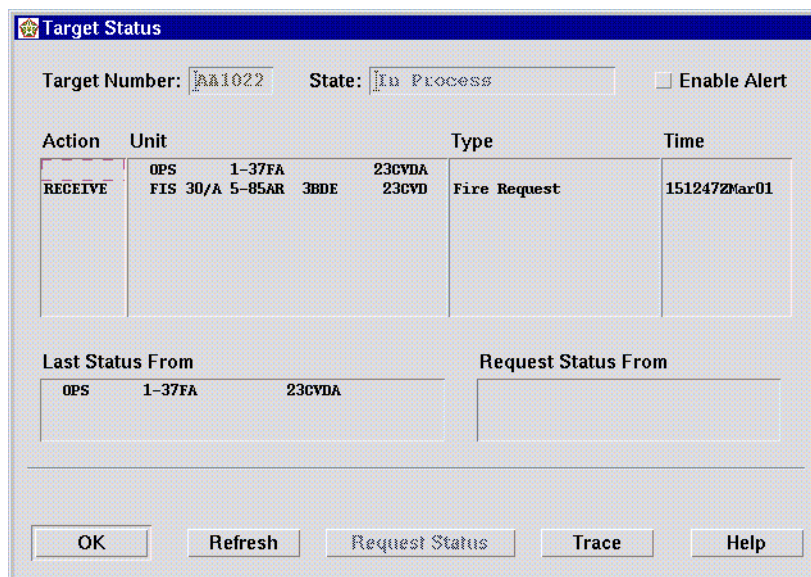 Target Status
Target Number: AA1022 State: In Process Enable Alert
Action Unit Type Time
OPS 1-37FA 23CVDA
RECEIVE FIS 30/A 5-85AR 3BDE 23CVD Fire Request 151247ZMar01
Last Status From Request Status From
OPS 1-37FA 23CVDA
OK Refresh Request Status Trace Help